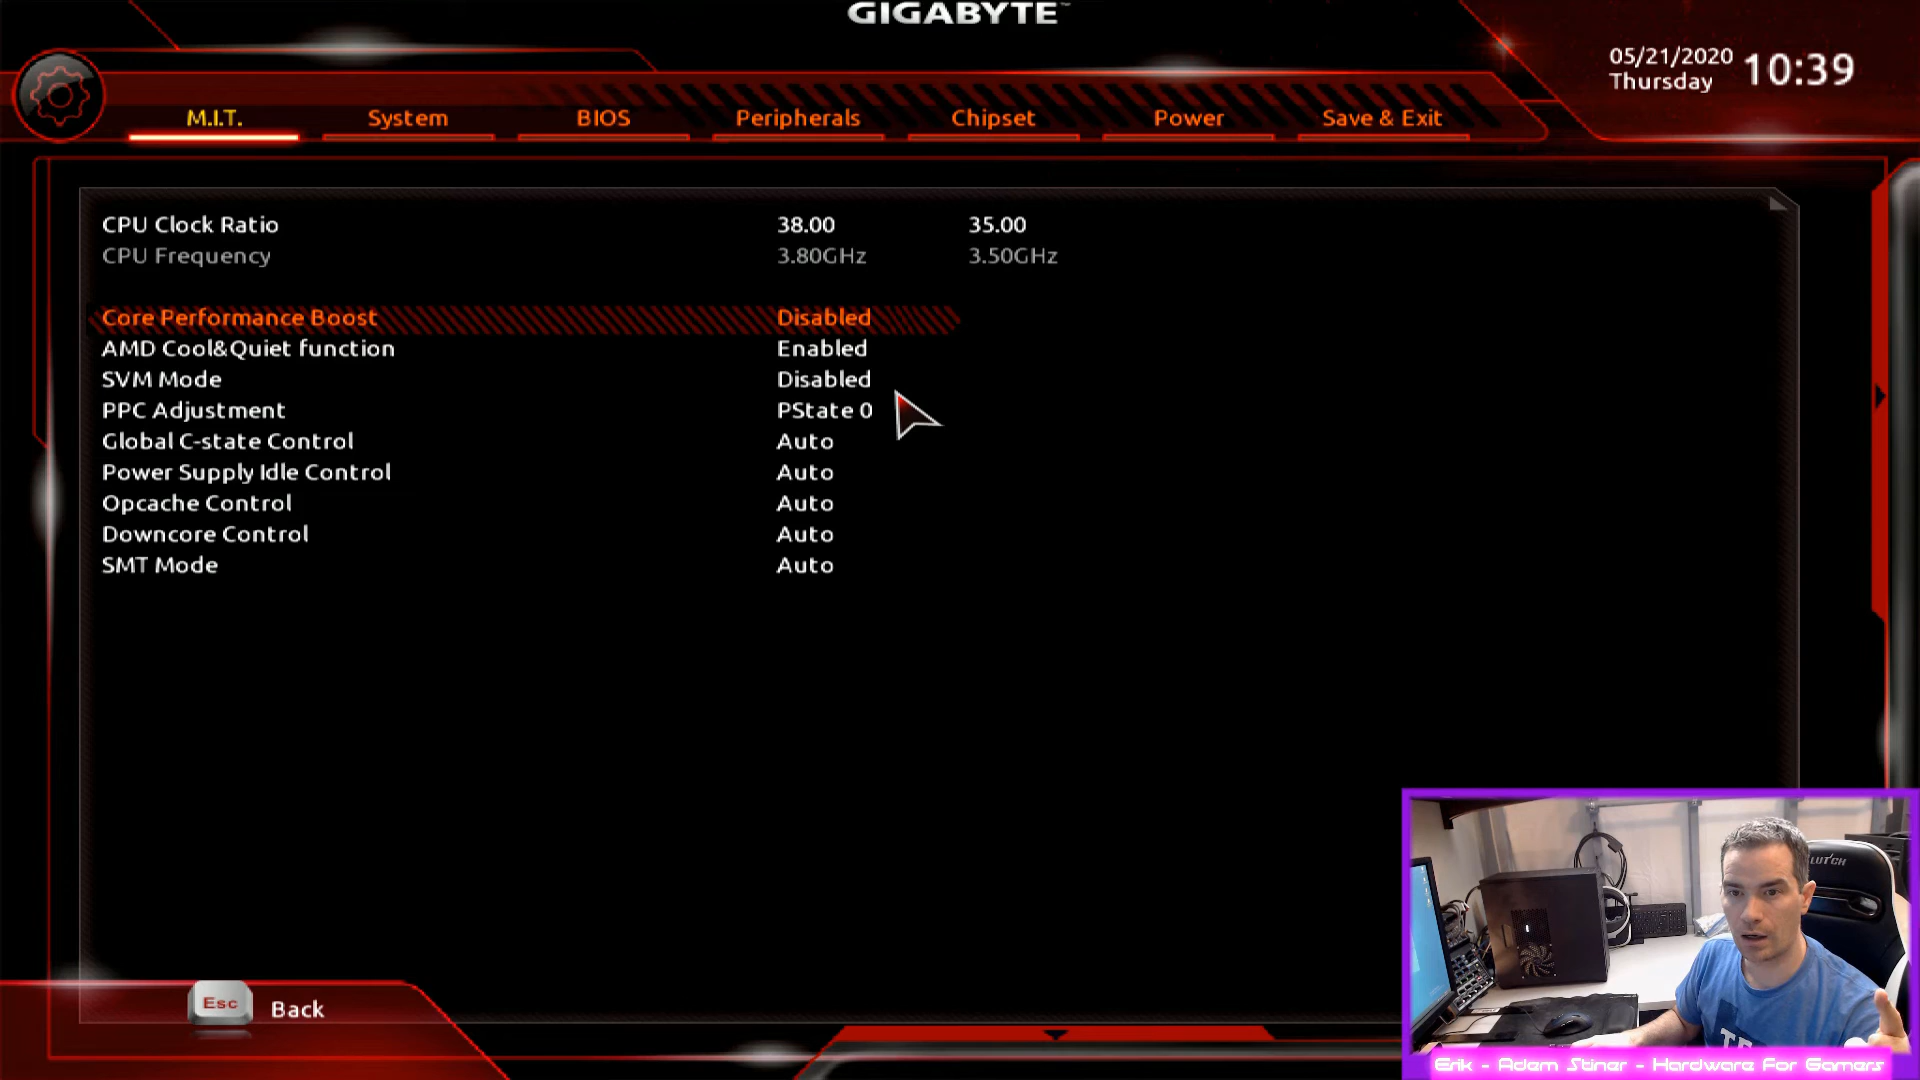 GIGABYTE
05/21/2020
Thursday
10:39
M.I.T.
System
BIOS
Peripherals
Chipset
Power
Save & Exit
CPU Clock Ratio 38.00 35.00
CPU Frequency 3.80GHz 3.50GHz
Core Performance Boost Disabled
AMD Cool&Quiet function Enabled
SVM Mode Disabled
PPC Adjustment PState 0
Global C-state Control Auto
Power Supply Idle Control Auto
Opcache Control Auto
Downcore Control Auto
SMT Mode Auto
Esc Back
LUTCH
Erik - Adem Stiner - Hardware For Gamers